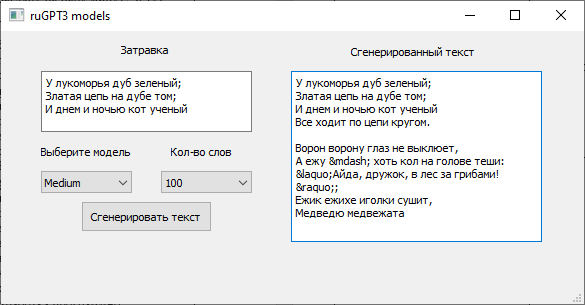 ruGPT3 models
Затравка
У лукоморья дуб зеленый;
Златая цепь на дубе том;
И днем и ночью кот ученый
Выберите модель
Кол-во слов
Medium
100
Сгенерировать текст
Сгенерированный текст
У лукоморья дуб зеленый;
Златая цепь на дубе том;
И днем и ночью кот ученый
Все ходит по цепи кругом.
Ворон ворону глаз не выклюет,
А ежу &mdash; хоть кол на голове теши:
&laquo;Айда, дружок, в лес за грибами!
&raquo;;
Ежик ежихе иголки сушит,
Медведю медвежата